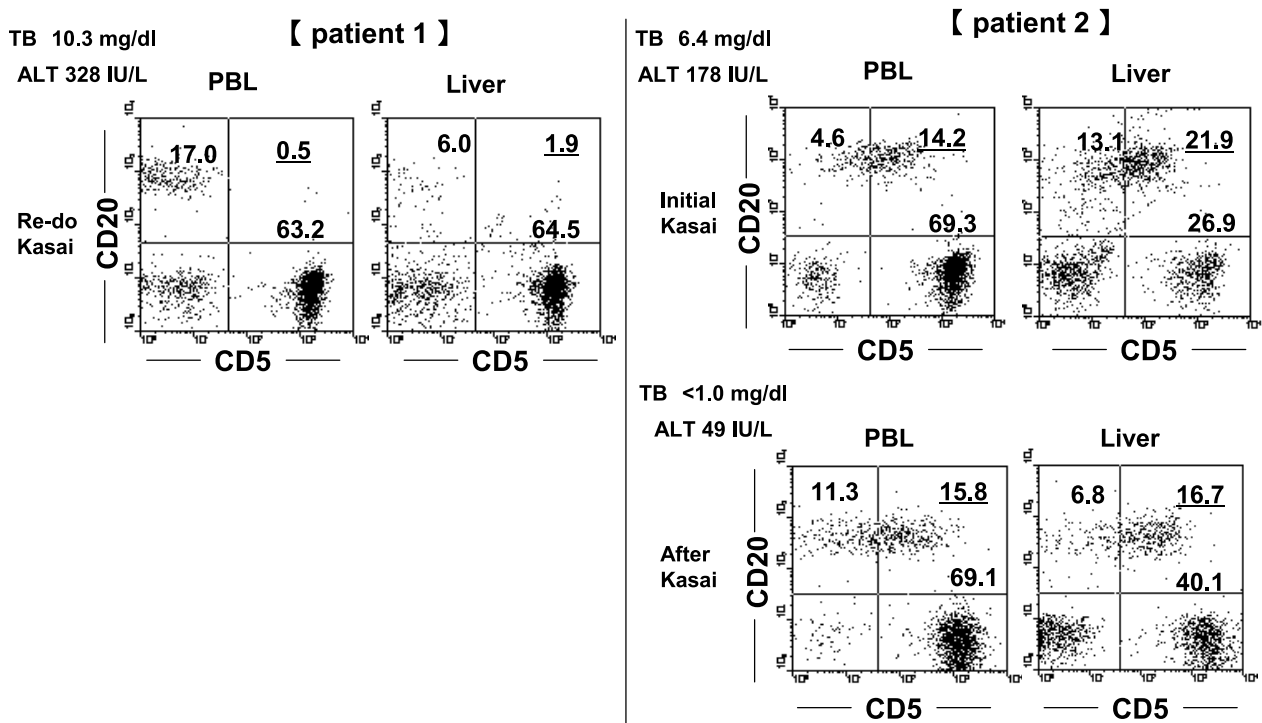 【 patient 1 】
TB 10.3 mg/dl
ALT 328 IU/L
PBL
Liver
17.0
0.5
63.2
6.0
1.9
64.5
Re-do
Kasai
CD20
CD5
CD5
【 patient 2 】
TB 6.4 mg/dl
ALT 178 IU/L
PBL
Liver
4.6
14.2
69.3
13.1
21.9
26.9
Initial
Kasai
CD20
CD5
CD5
TB <1.0 mg/dl
ALT 49 IU/L
PBL
Liver
11.3
15.8
69.1
6.8
16.7
40.1
After
Kasai
CD20
CD5
CD5